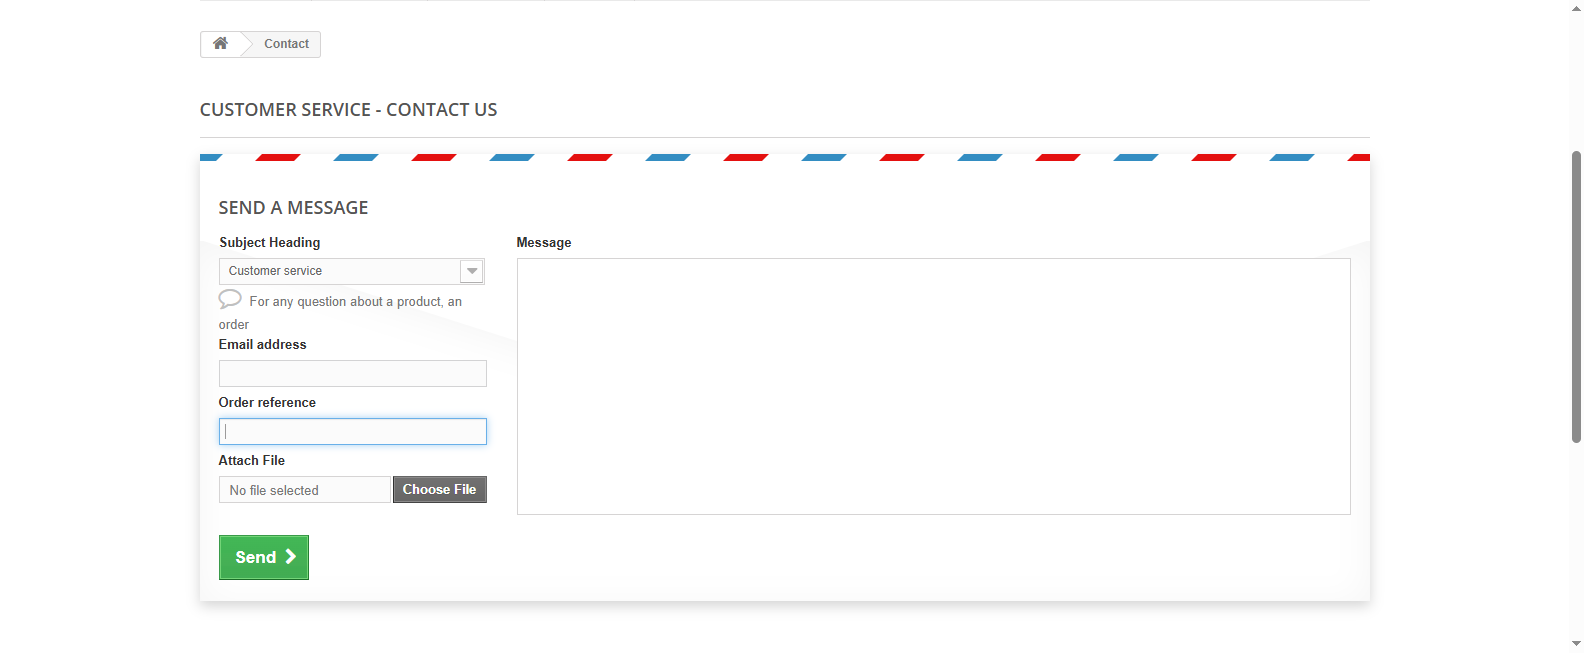 Contact
CUSTOMER SERVICE - CONTACT US
SEND A MESSAGE
Subject Heading
Customer service
For any question about a product, an
order
Email address
Order reference
Attach File
No file selected
Choose File
Send
Message